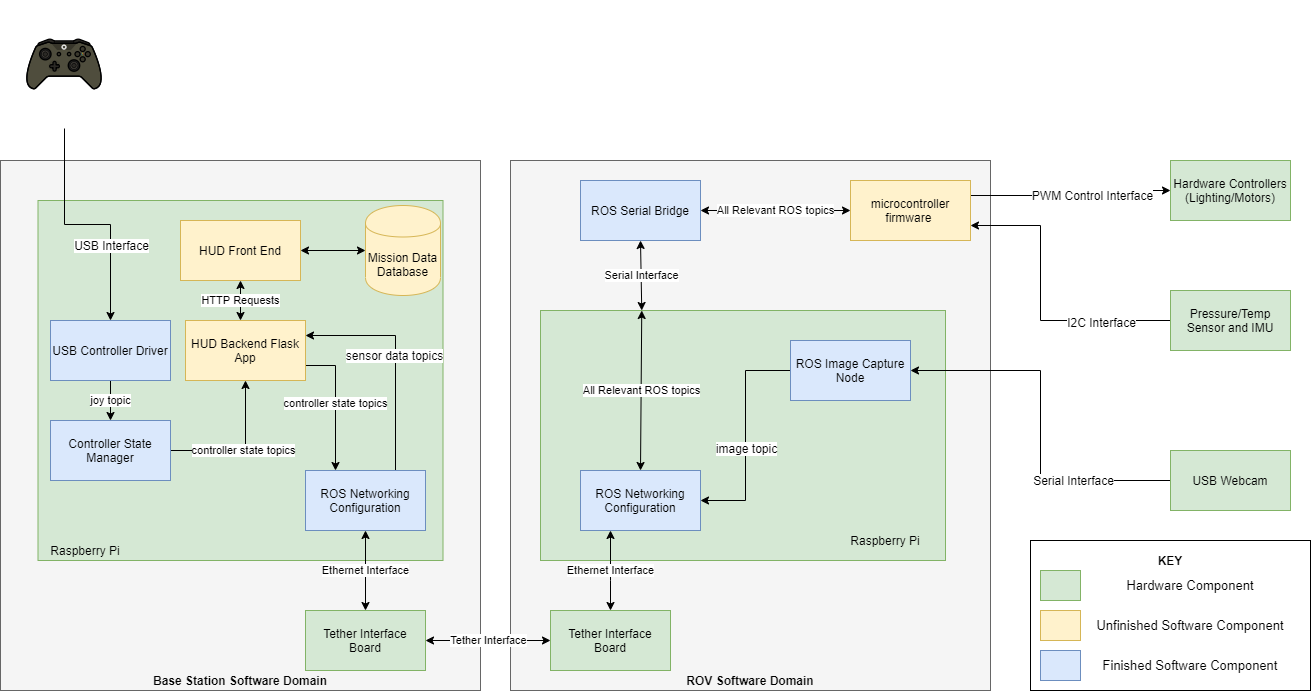 USB Interface
HUD Front End
Mission Data
Database
HTTP Requests
USB Controller Driver
HUD Backend Flask
App
sensor data topics
joy topic
controller state topics
Controller State
Manager
controller state topics
ROS Networking
Configuration
Raspberry Pi
Ethernet Interface
Tether Interface
Board
Base Station Software Domain
Tether Interface
ROS Serial Bridge
All Relevant ROS topics
microcontroller
firmware
Serial Interface
ROS Image Capture
Node
All Relevant ROS topics
image topic
ROS Networking
Configuration
Raspberry Pi
Ethernet Interface
Tether Interface
Board
ROV Software Domain
PWM Control Interface
Hardware Controllers
(Lighting/Motors)
I2C Interface
Pressure/Temp
Sensor and IMU
Serial Interface
USB Webcam
KEY
Hardware Component
Unfinished Software Component
Finished Software Component